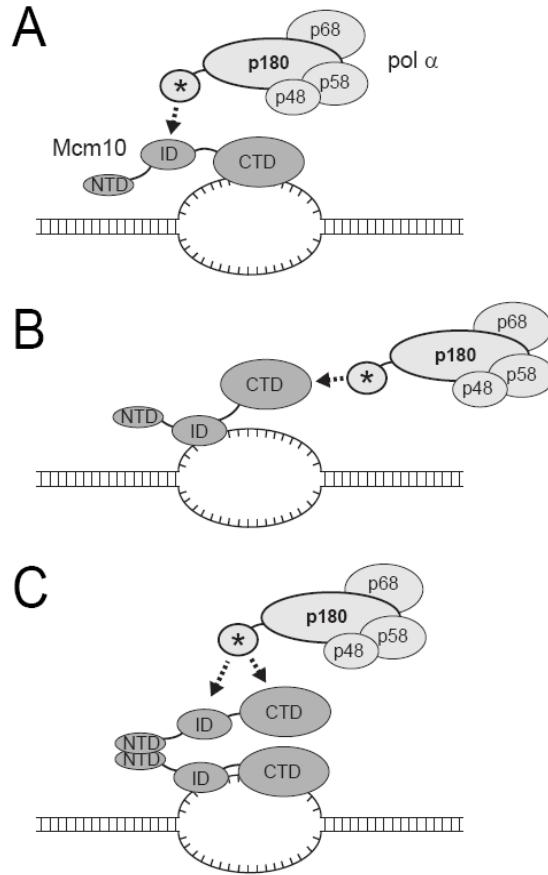 A
p68
p180
pol α
p48
p58
*
Mcm10
ID
CTD
NTD
B
p68
CTD
*
p180
p48
p58
NTD
ID
C
p68
p180
*
p48
p58
CTD
ID
NTD
NTD
ID
CTD